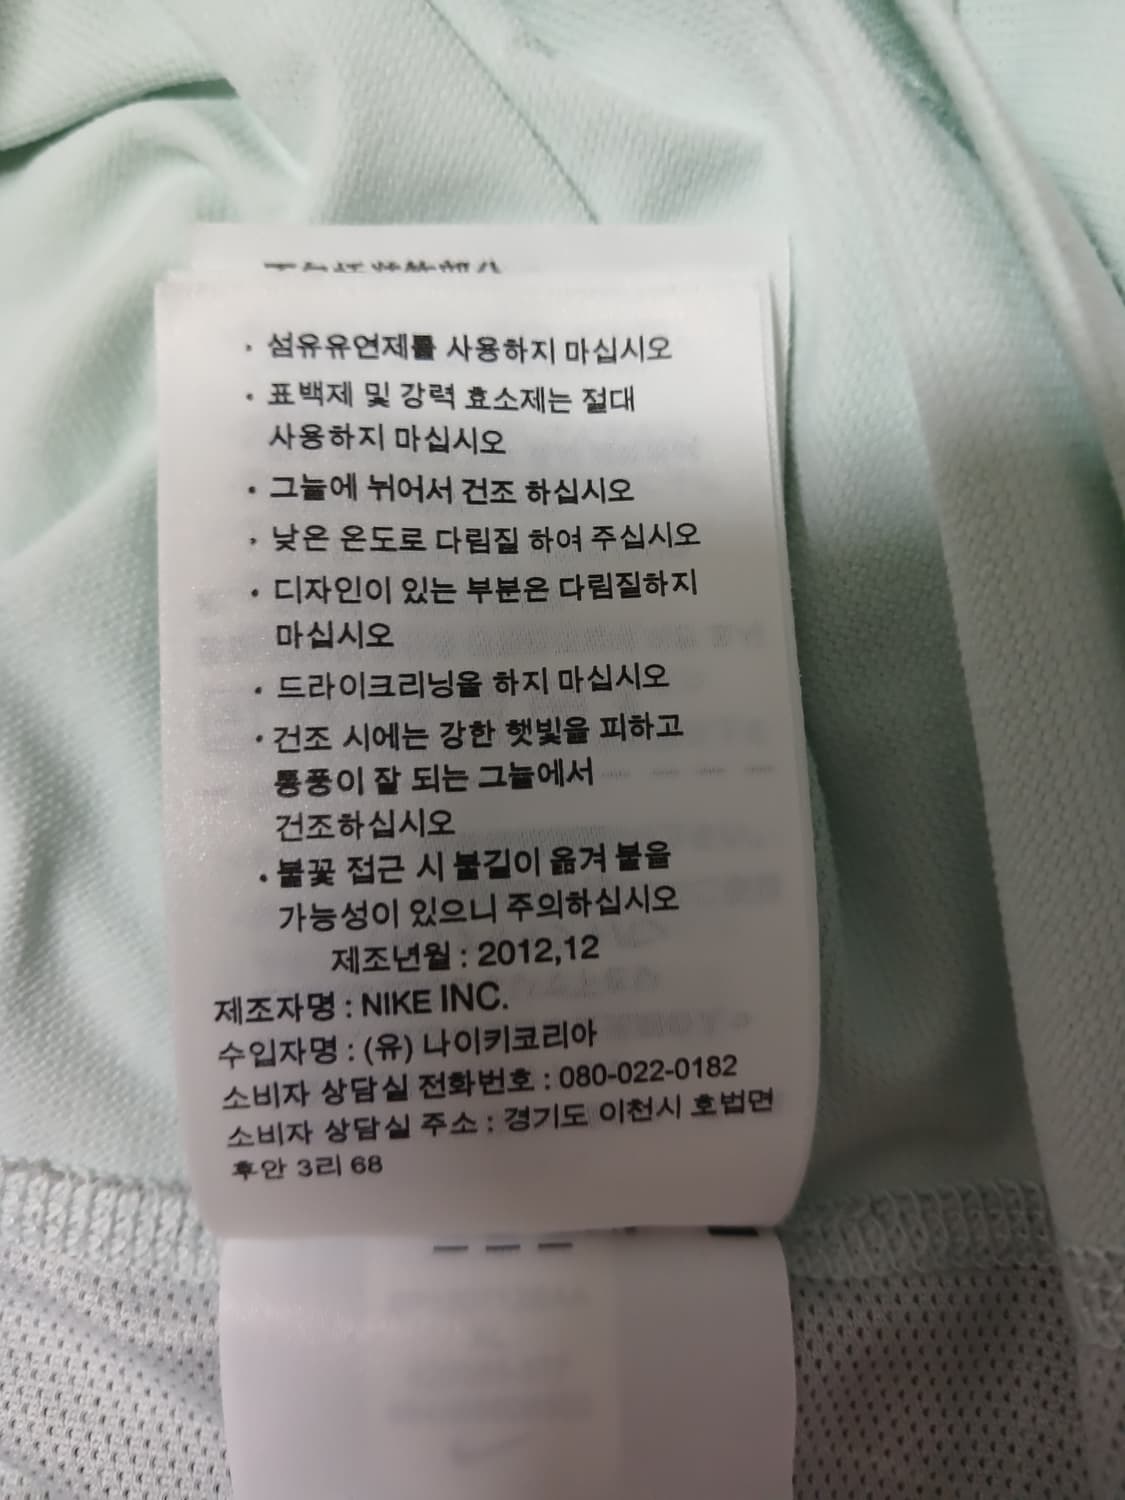 · 섬유유연제를 사용하지 마십시오
· 표백제 및 강력 효소제는 절대
사용하지 마십시오
· 그늘에 뉘어서 건조 하십시오
· 낮은 온도로 다림질 하여 주십시오
· 디자인이 있는 부분은 다림질하지
마십시오
· 드라이크리닝을 하지 마십시오
· 건조 시에는 강한 햇빛을 피하고
통풍이 잘 되는 그늘에서
건조하십시오
· 불꽃 접근 시 불길이 옮겨 붙을
가능성이 있으니 주의하십시오
제조년월 : 2012,12
제조자명 : NIKE INC.
수입자명 : (유) 나이키코리아
소비자 상담실 전화번호 : 080-022-0182
소비자 상담실 주소 : 경기도 이천시 호법면
후안 3리 68